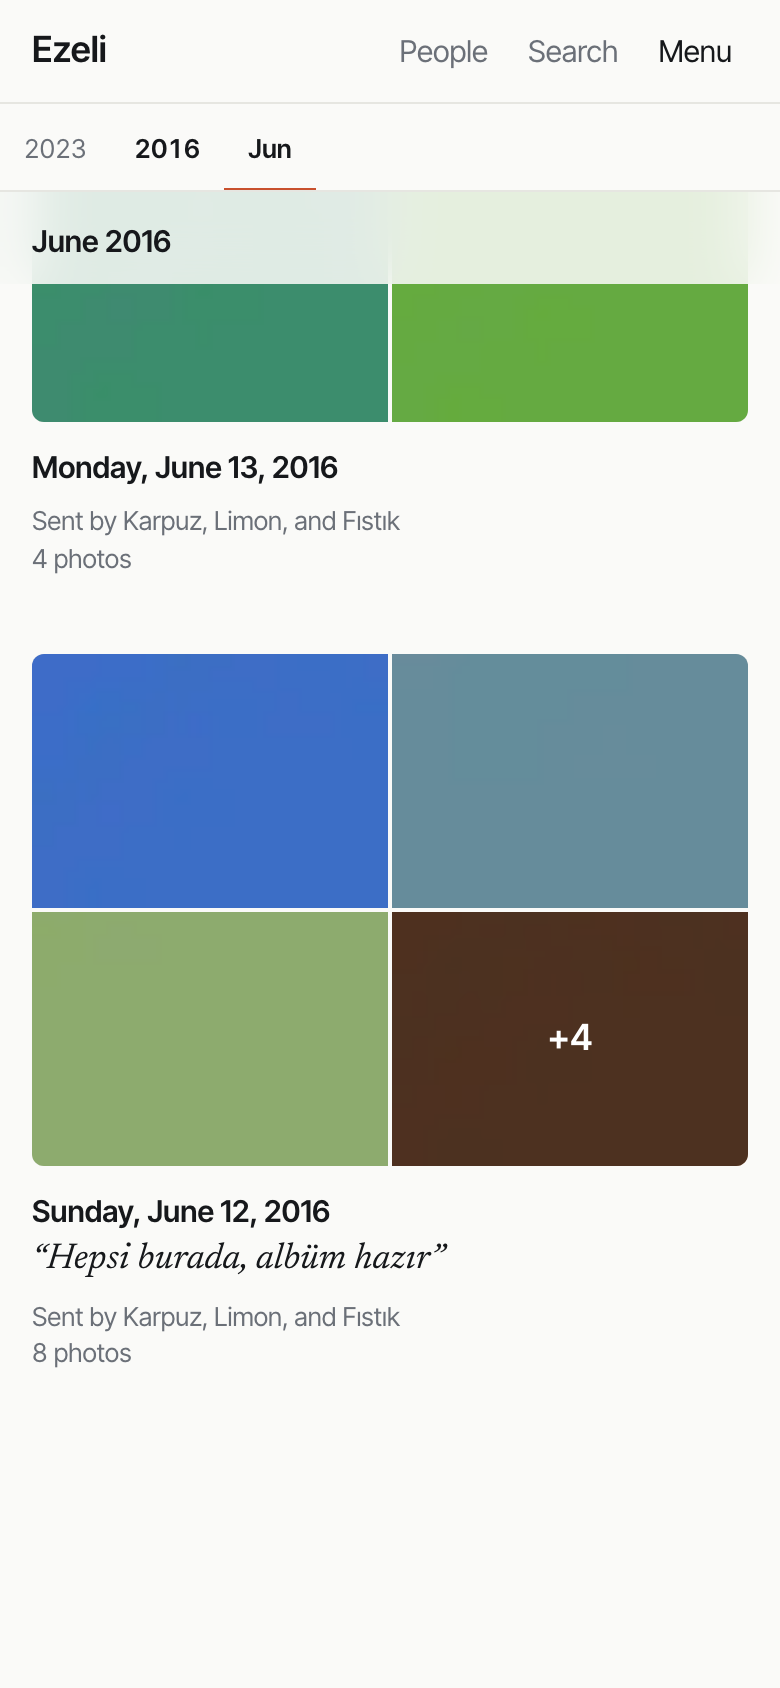 Ezeli
People Search Menu
2023 2016 Jun
June 2016
Monday, June 13, 2016
Sent by Karpuz, Limon, and Fıstık
4 photos
+4
Sunday, June 12, 2016
“Hepsi burada, albüm hazır”
Sent by Karpuz, Limon, and Fıstık
8 photos